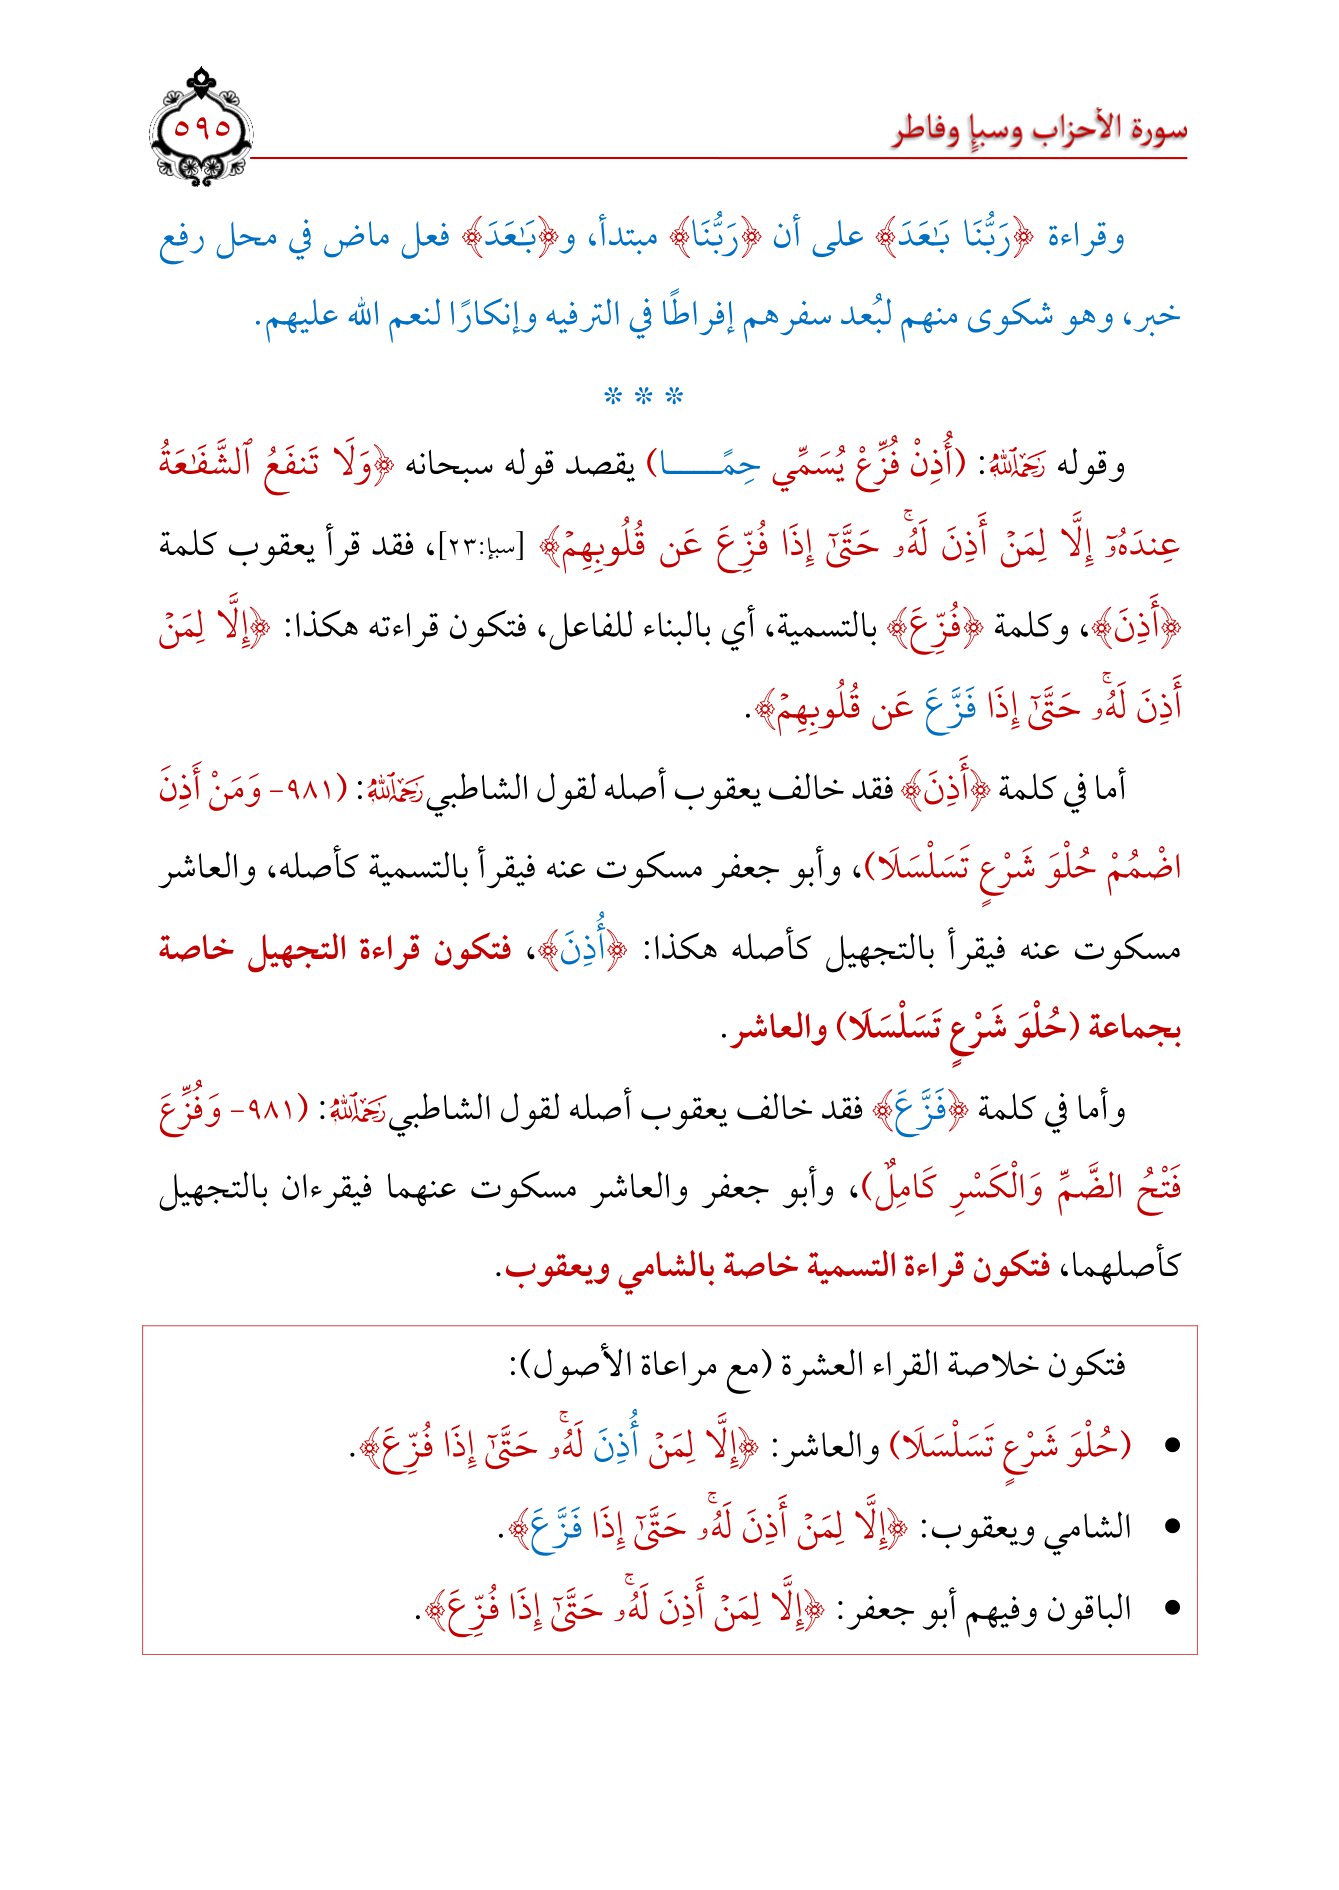 سورة الأحزاب وسبإٍ وفاطر
٥٩٥
وقراءة ﴿رَبُّنَا بَـٰعَدَ﴾ على أن ﴿رَبُّنَا﴾ مبتدأ، و﴿بَـٰعَدَ﴾ فعل ماض في محل رفع
خبر، وهو شكوى منهم لبُعد سفرهم إفراطًا في الترفيه وإنكارًا لنعم الله عليهم.
* * *
وقوله رَحِمَهُ ٱللَّهُ: (أُذِنْ فُزِّعْ يُسَمِّي حِمًـــــا) يقصد قوله سبحانه ﴿وَلَا تَنفَعُ ٱلشَّفَـٰعَةُ
عِندَهُۥٓ إِلَّا لِمَنۡ أَذِنَ لَهُۥۚ حَتَّىٰٓ إِذَا فُزِّعَ عَن قُلُوبِهِمۡ﴾ [سبإ:٢٣]، فقد قرأ يعقوب كلمة
﴿أَذِنَ﴾، وكلمة ﴿فُزِّعَ﴾ بالتسمية، أي بالبناء للفاعل، فتكون قراءته هكذا: ﴿إِلَّا لِمَنۡ
أَذِنَ لَهُۥۚ حَتَّىٰٓ إِذَا فَزَّعَ عَن قُلُوبِهِمۡ﴾.
أما في كلمة ﴿أَذِنَ﴾ فقد خالف يعقوب أصله لقول الشاطبي رَحِمَهُ ٱللَّهُ: (٩٨١- وَمَنْ أَذِنَ
اضْمُمْ حُلْوَ شَرْعٍ تَسَلْسَلَا)، وأبو جعفر مسكوت عنه فيقرأ بالتسمية كأصله، والعاشر
مسكوت عنه فيقرأ بالتجهيل كأصله هكذا: ﴿أُذِنَ﴾، فتكون قراءة التجهيل خاصة
بجماعة (حُلْوَ شَرْعٍ تَسَلْسَلَا) والعاشر.
وأما في كلمة ﴿فَزَّعَ﴾ فقد خالف يعقوب أصله لقول الشاطبي رَحِمَهُ ٱللَّهُ: (٩٨١- وَفُزِّعَ
فَتْحُ الضَّمِّ وَالْكَسْرِ كَامِلٌ)، وأبو جعفر والعاشر مسكوت عنهما فيقرءان بالتجهيل
كأصلهما، فتكون قراءة التسمية خاصة بالشامي ويعقوب.
فتكون خلاصة القراء العشرة (مع مراعاة الأصول):
• (حُلْوَ شَرْعٍ تَسَلْسَلَا) والعاشر: ﴿إِلَّا لِمَنۡ أُذِنَ لَهُۥۚ حَتَّىٰٓ إِذَا فُزِّعَ﴾.
• الشامي ويعقوب: ﴿إِلَّا لِمَنۡ أَذِنَ لَهُۥۚ حَتَّىٰٓ إِذَا فَزَّعَ﴾.
• الباقون وفيهم أبو جعفر: ﴿إِلَّا لِمَنۡ أَذِنَ لَهُۥۚ حَتَّىٰٓ إِذَا فُزِّعَ﴾.